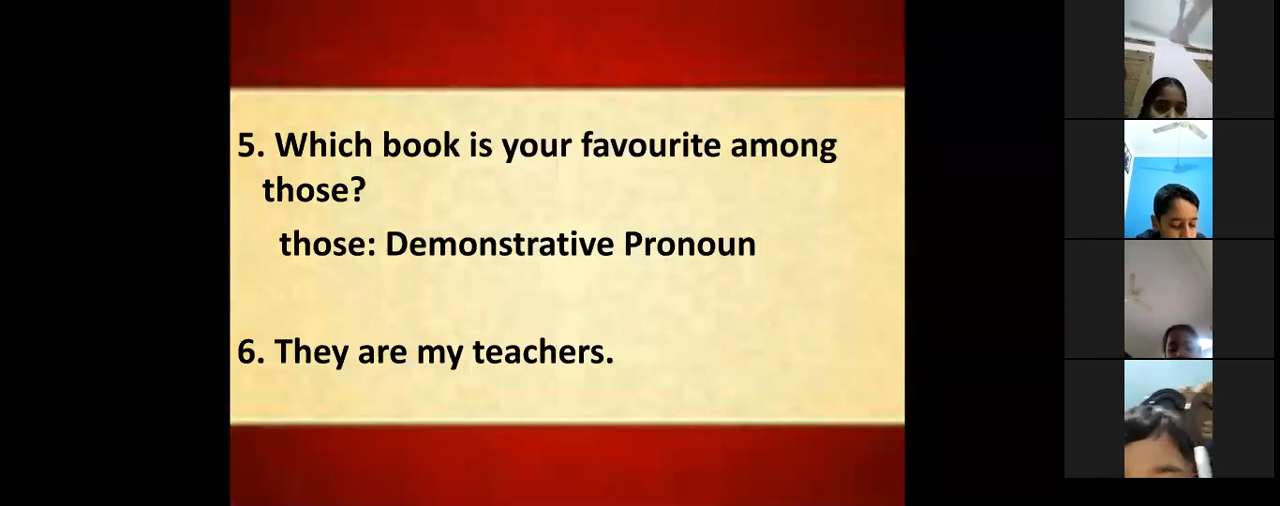 5. Which book is your favourite among
those?
those: Demonstrative Pronoun
6. They are my teachers.